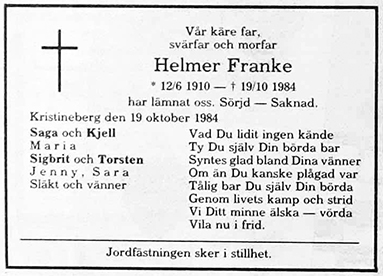 Vår käre far,
svärfar och morfar
Helmer Franke
* 12/6 1910 — † 19/10 1984
har lämnat oss. Sörjd — Saknad.
Kristineberg den 19 oktober 1984
Saga och Kjell
Maria
Sigbrit och Torsten
Jenny, Sara
Släkt och vänner
Vad Du lidit ingen kände
Ty Du själv Din börda bar
Syntes glad bland Dina vänner
Om än Du kanske plågad var
Tålig bar Du själv Din börda
Genom livets kamp och strid
Vi Ditt minne älska — vörda
Vila nu i frid.
Jordfästningen sker i stillhet.